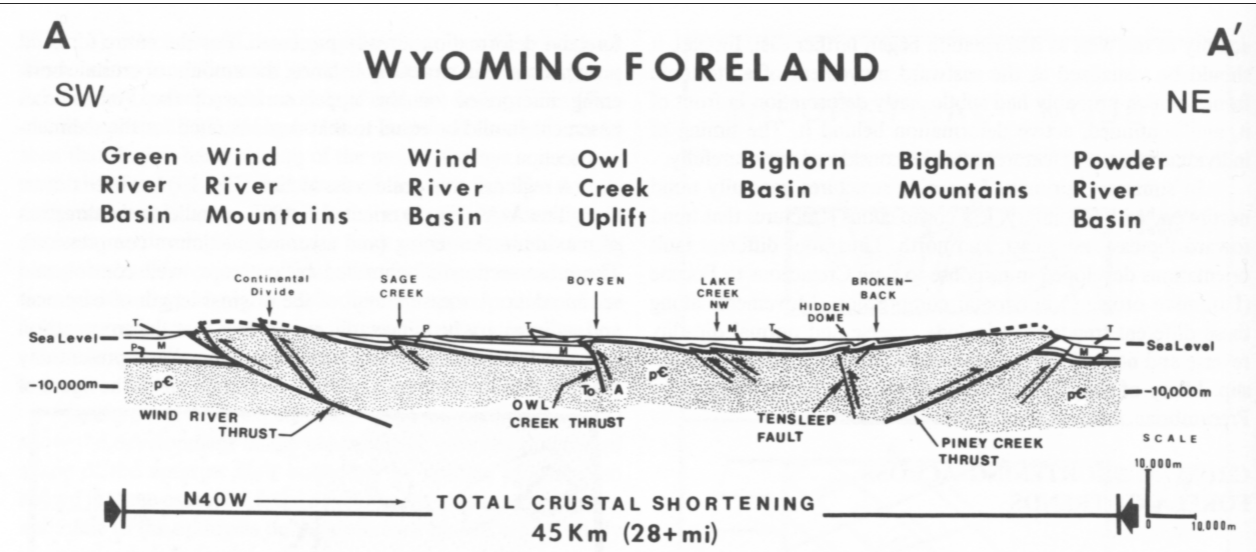 A
A'
WYOMING FORELAND
SW
NE
Green
River
Basin
Wind
River
Mountains
Wind
River
Basin
Owl
Creek
Uplift
Bighorn
Basin
Bighorn
Mountains
Powder
River
Basin
Continental
Divide
SAGE
CREEK
BOYSEN
LAKE
CREEK
NW
HIDDEN
DOME
BROKEN-
BACK
T
P
T
M
T
T
Sea Level
Sea Level
P
M
M
M
-10,000m
p€
p€
p€
-10,000m
To
A
WIND RIVER
THRUST
OWL
CREEK THRUST
TENSLEEP
FAULT
PINEY CREEK
THRUST
SCALE
10,000m
0
10,000m
N40W
TOTAL CRUSTAL SHORTENING
45 Km (28+mi)